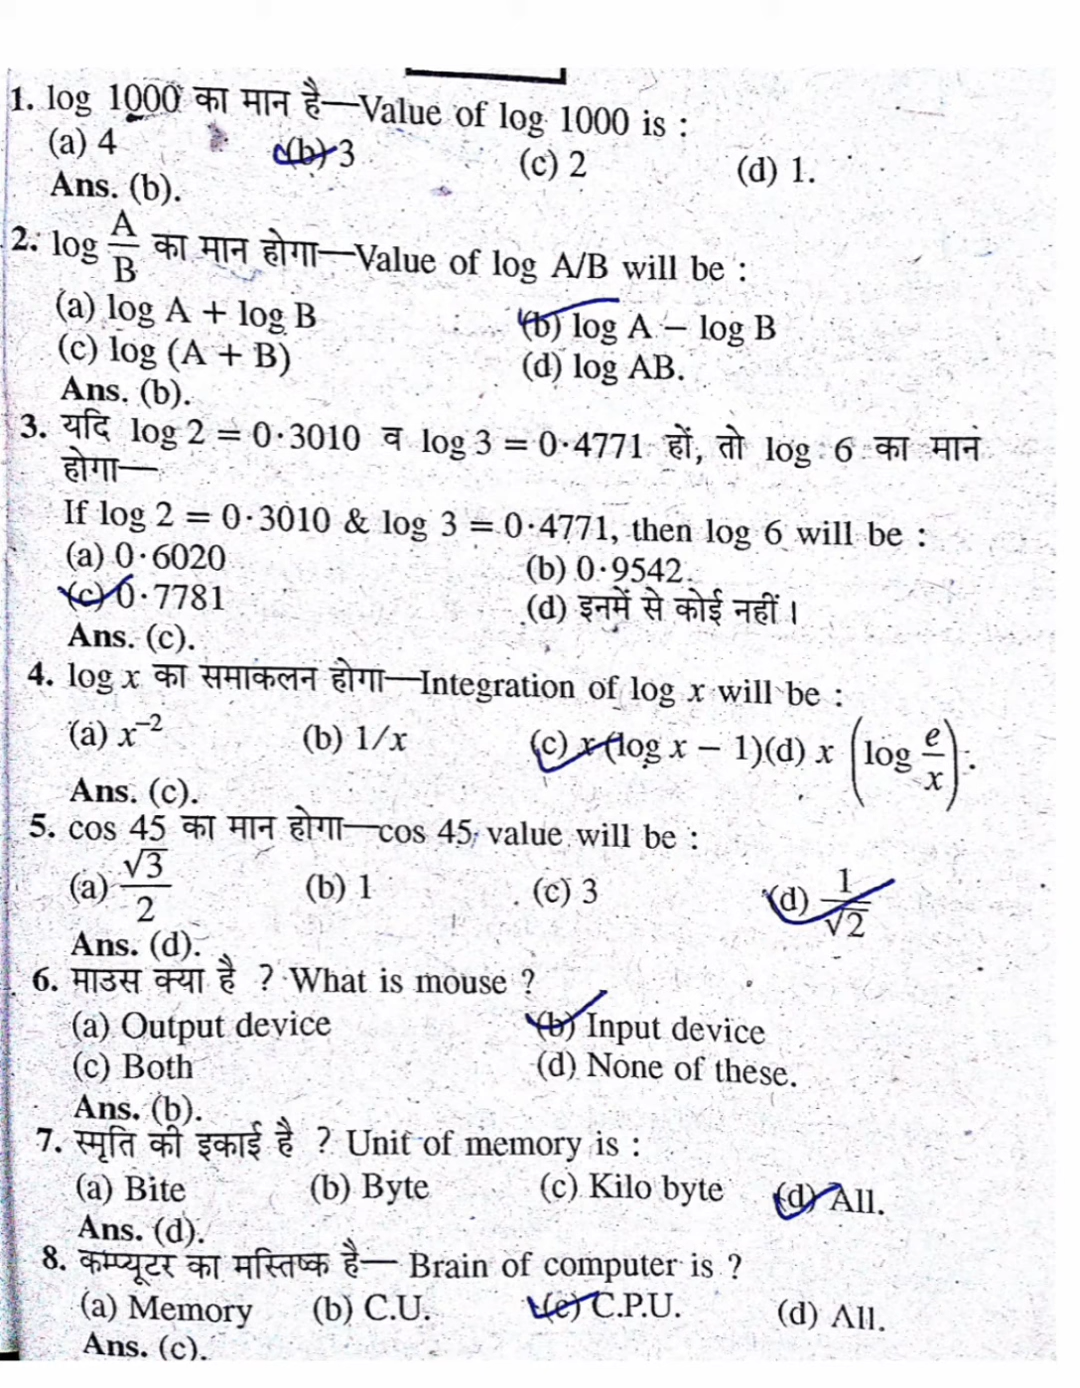 1. log 1000 का मान है—Value of log 1000 is :
(a) 4 (b) 3 (c) 2 (d) 1.
Ans. (b).
2. log A/B का मान होगा—Value of log A/B will be :
(a) log A + log B (b) log A – log B
(c) log (A + B) (d) log AB.
Ans. (b).
3. यदि log 2 = 0·3010 व log 3 = 0·4771 हों, तो log 6 का मान
होगा—
If log 2 = 0·3010 & log 3 = 0·4771, then log 6 will be :
(a) 0·6020 (b) 0·9542.
(c) 0·7781 (d) इनमें से कोई नहीं।
Ans. (c).
4. log x का समाकलन होगा—Integration of log x will be :
(a) x⁻² (b) 1/x (c) x (log x – 1)(d) x (log e/x).
Ans. (c).
5. cos 45 का मान होगा—cos 45 value will be :
(a) √3/2 (b) 1 (c) 3 (d) 1/√2
Ans. (d).
6. माउस क्या है ? What is mouse ?
(a) Output device (b) Input device
(c) Both (d) None of these.
Ans. (b).
7. स्मृति की इकाई है ? Unit of memory is :
(a) Bite (b) Byte (c) Kilo byte (d) All.
Ans. (d).
8. कम्प्यूटर का मस्तिष्क है— Brain of computer is ?
(a) Memory (b) C.U. (c) C.P.U. (d) All.
Ans. (c).